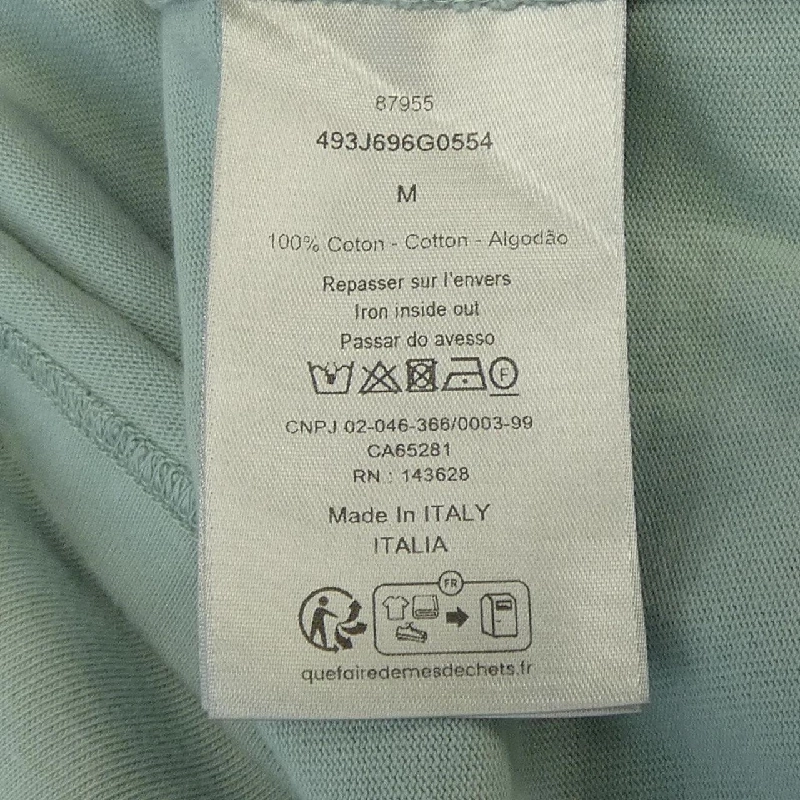 87955
493J696G0554
M
100% Coton - Cotton - Algodão
Repasser sur l'envers
Iron inside out
Passar do avesso
F
CNPJ 02-046-366/0003-99
CA65281
RN : 143628
Made In ITALY
ITALIA
FR
quefairedemesdechets.fr